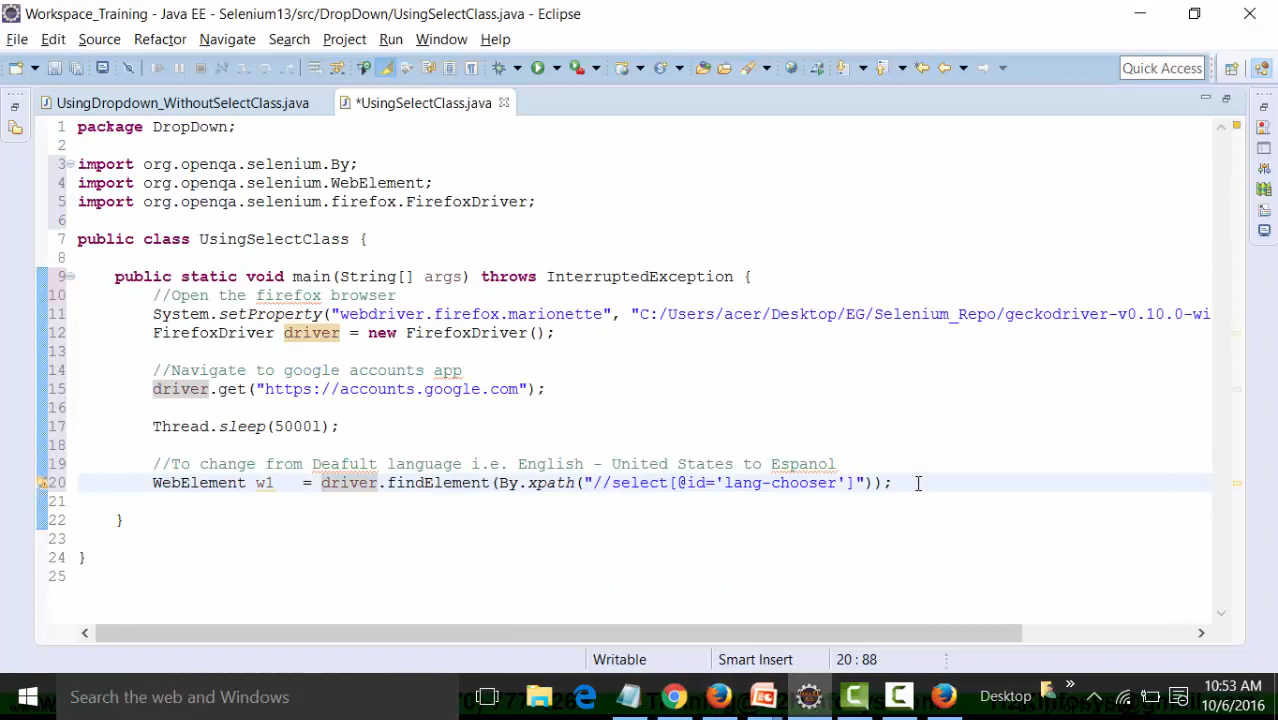 Workspace_Training - Java EE - Selenium13/src/DropDown/UsingSelectClass.java - Eclipse
File Edit Source Refactor Navigate Search Project Run Window Help
Quick Access
UsingDropdown_WithoutSelectClass.java *UsingSelectClass.java
1 package DropDown;
2
3 import org.openqa.selenium.By;
4 import org.openqa.selenium.WebElement;
5 import org.openqa.selenium.firefox.FirefoxDriver;
6
7 public class UsingSelectClass {
8
9 public static void main(String[] args) throws InterruptedException {
10 //Open the firefox browser
11 System.setProperty("webdriver.firefox.marionette", "C:/Users/acer/Desktop/EG/Selenium_Repo/geckodriver-v0.10.0-wi
12 FirefoxDriver driver = new FirefoxDriver();
13
14 //Navigate to google accounts app
15 driver.get("https://accounts.google.com");
16
17 Thread.sleep(5000l);
18
19 //To change from Deafult language i.e. English - United States to Espanol
20 WebElement w1 = driver.findElement(By.xpath("//select[@id='lang-chooser']"));
21
22 }
23
24 }
25
Writable Smart Insert 20 : 88
Search the web and Windows
Desktop
10:53 AM
10/6/2016